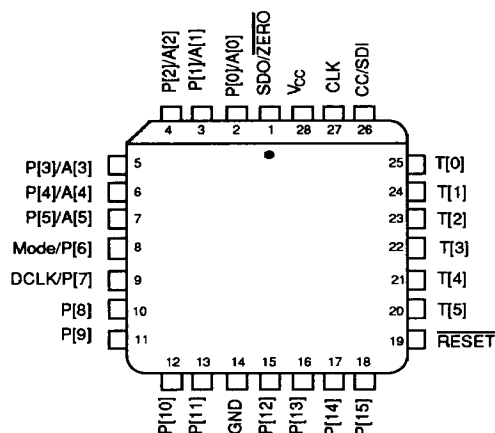 P[2]/A[2]
P[1]/A[1]
P[0]/A[0]
SDO/ZERO
VCC
CLK
CC/SDI
4 3 2 1 28 27 26
P[3]/A[3] 5
P[4]/A[4] 6
P[5]/A[5] 7
Mode/P[6] 8
DCLK/P[7] 9
P[8] 10
P[9] 11
25 T[0]
24 T[1]
23 T[2]
22 T[3]
21 T[4]
20 T[5]
19 RESET
12 13 14 15 16 17 18
P[10]
P[11]
GND
P[12]
P[13]
P[14]
P[15]